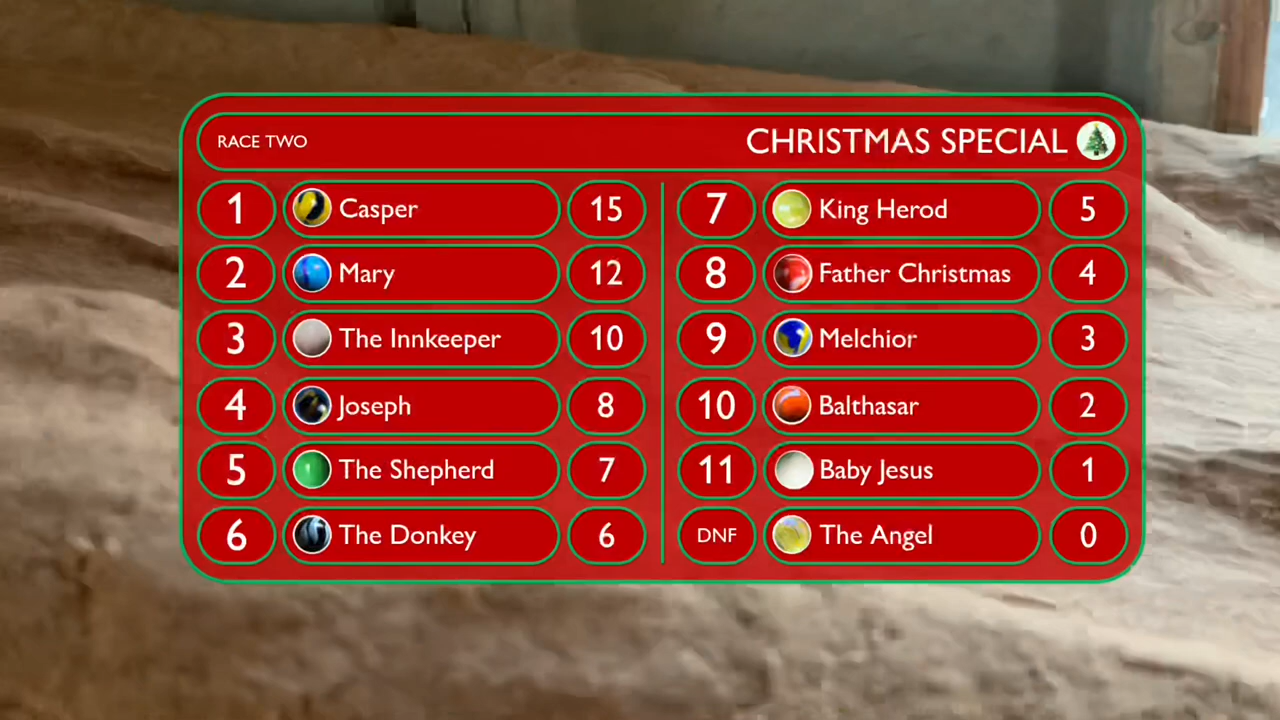 RACE TWO
CHRISTMAS SPECIAL
1 Casper 15
2 Mary 12
3 The Innkeeper 10
4 Joseph 8
5 The Shepherd 7
6 The Donkey 6
7 King Herod 5
8 Father Christmas 4
9 Melchior 3
10 Balthasar 2
11 Baby Jesus 1
DNF The Angel 0